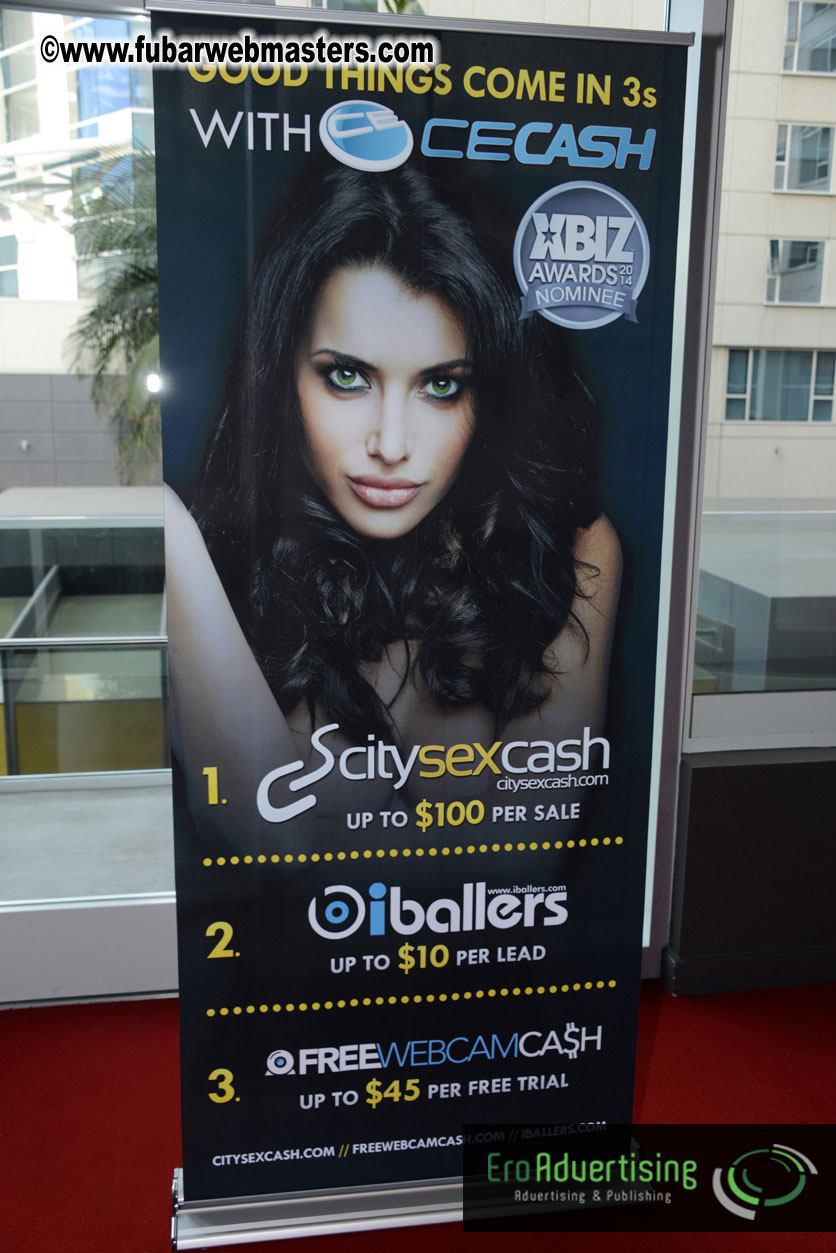 ©www.fubarwebmasters.com
GOOD THINGS COME IN 3s
WITH CE CECASH
XBIZ
AWARDS 2014
NOMINEE
1. citysexcash
citysexcash.com
UP TO $100 PER SALE
www.iballers.com
2. iballers
UP TO $10 PER LEAD
3. FREEWEBCAMCA$H
UP TO $45 PER FREE TRIAL
CITYSEXCASH.COM // FREEWEBCAMCASH.COM // IBALLERS.COM
EroAdvertising
Advertising & Publishing